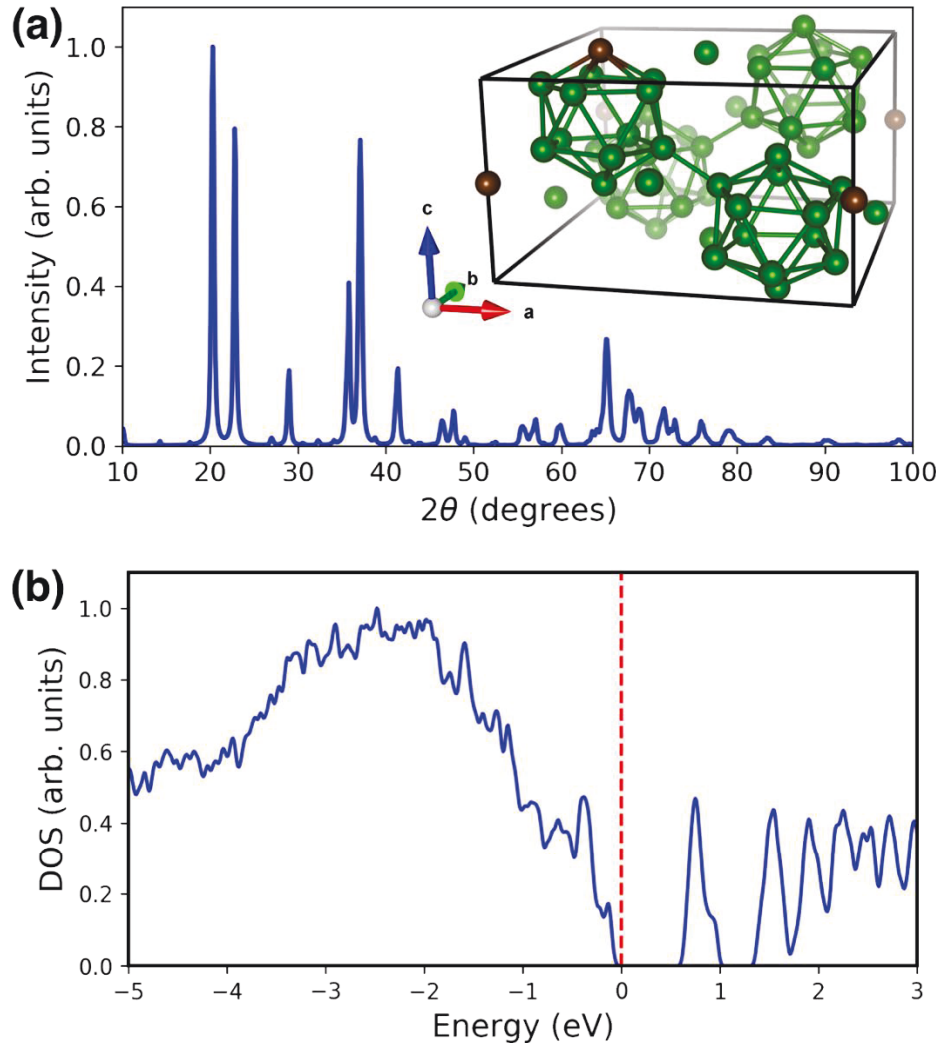 (a)
1.0
0.8
0.6
0.4
0.2
0.0
Intensity (arb. units)
c
b
a
10 20 30 40 50 60 70 80 90 100
2θ (degrees)
(b)
1.0
0.8
0.6
0.4
0.2
0.0
DOS (arb. units)
−5 −4 −3 −2 −1 0 1 2 3
Energy (eV)